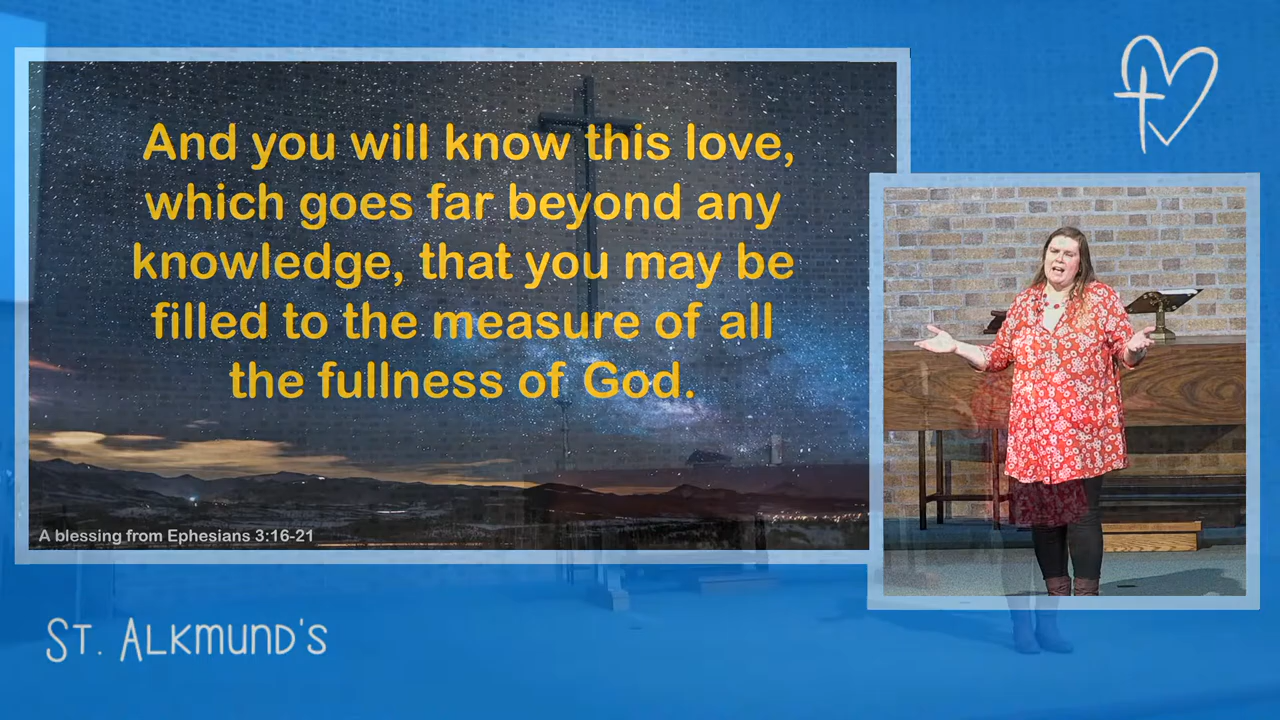 And you will know this love,
which goes far beyond any
knowledge, that you may be
filled to the measure of all
the fullness of God.
A blessing from Ephesians 3:16-21
St. Alkmund's